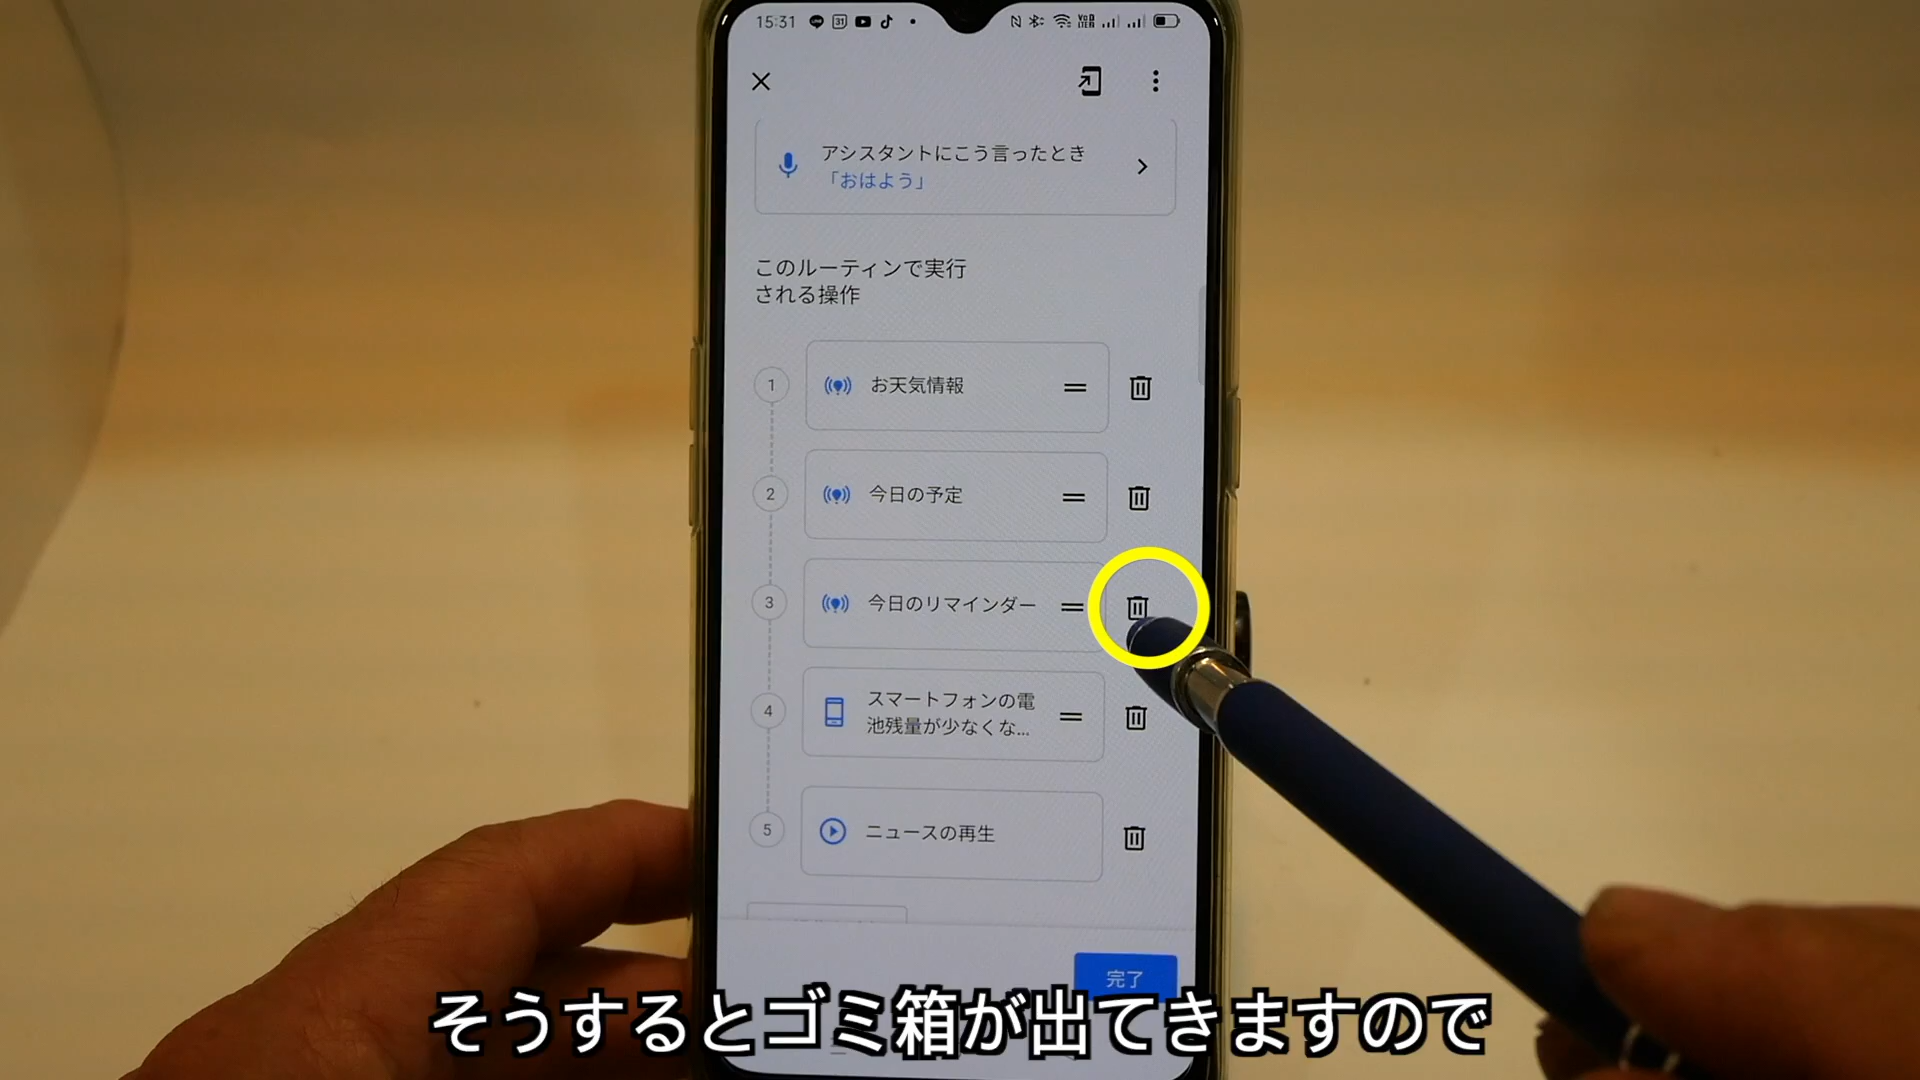 15:31
31
アシスタントにこう言ったとき
「おはよう」
このルーティンで実行
される操作
1
お天気情報
2
今日の予定
3
今日のリマインダー
4
スマートフォンの電
池残量が少なくな...
5
ニュースの再生
完了
そうするとゴミ箱が出てきますので